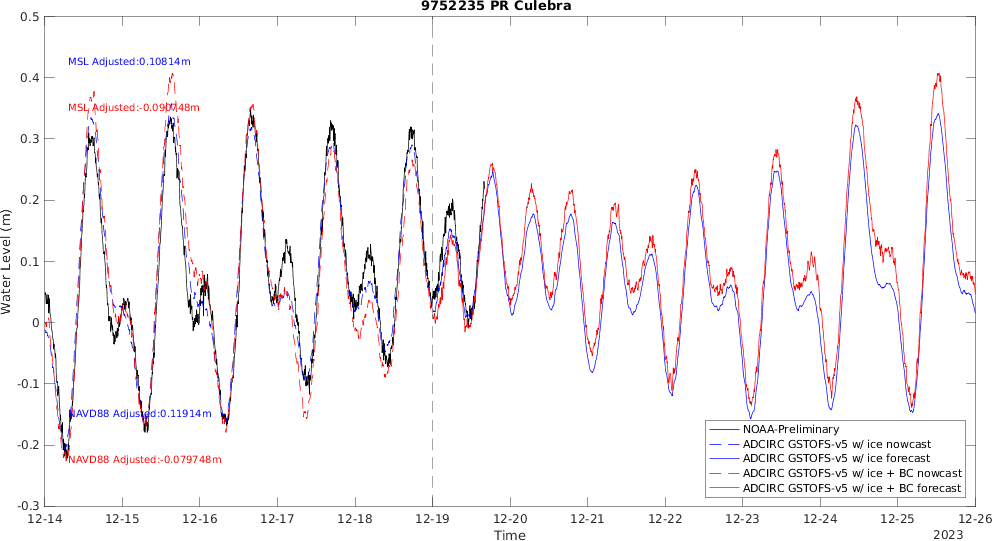 9752235 PR Culebra
0.5
0.4
0.3
0.2
0.1
0
-0.1
-0.2
-0.3
Water Level (m)
MSL Adjusted:0.10814m
MSL Adjusted:-0.090748m
NAVD88 Adjusted:0.11914m
NAVD88 Adjusted:-0.079748m
NOAA-Preliminary
ADCIRC GSTOFS-v5 w/ ice nowcast
ADCIRC GSTOFS-v5 w/ ice forecast
ADCIRC GSTOFS-v5 w/ ice + BC nowcast
ADCIRC GSTOFS-v5 w/ ice + BC forecast
12-14 12-15 12-16 12-17 12-18 12-19 12-20 12-21 12-22 12-23 12-24 12-25 12-26
Time
2023